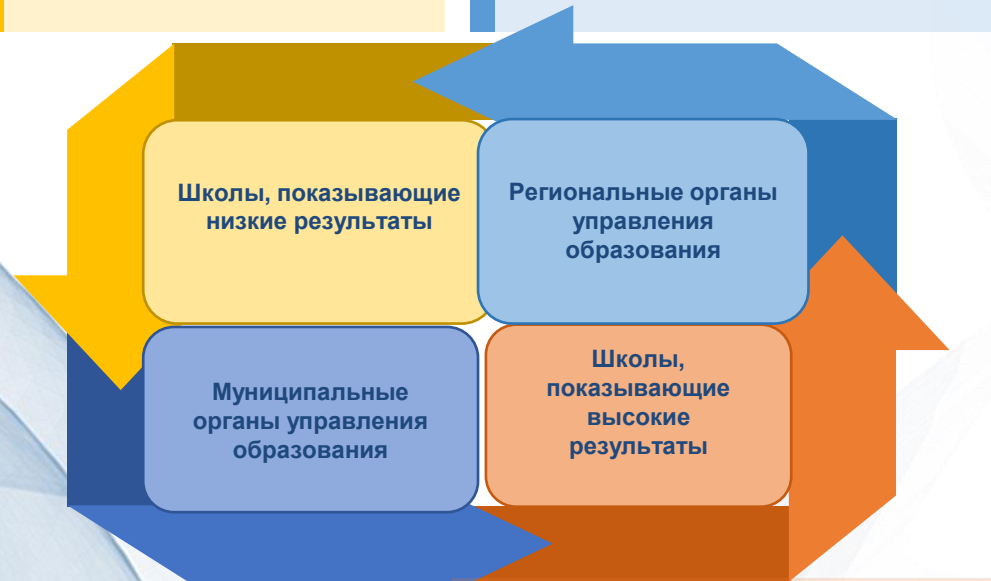 Школы, показывающие
низкие результаты
Региональные органы
управления
образования
Муниципальные
органы управления
образования
Школы,
показывающие
высокие
результаты